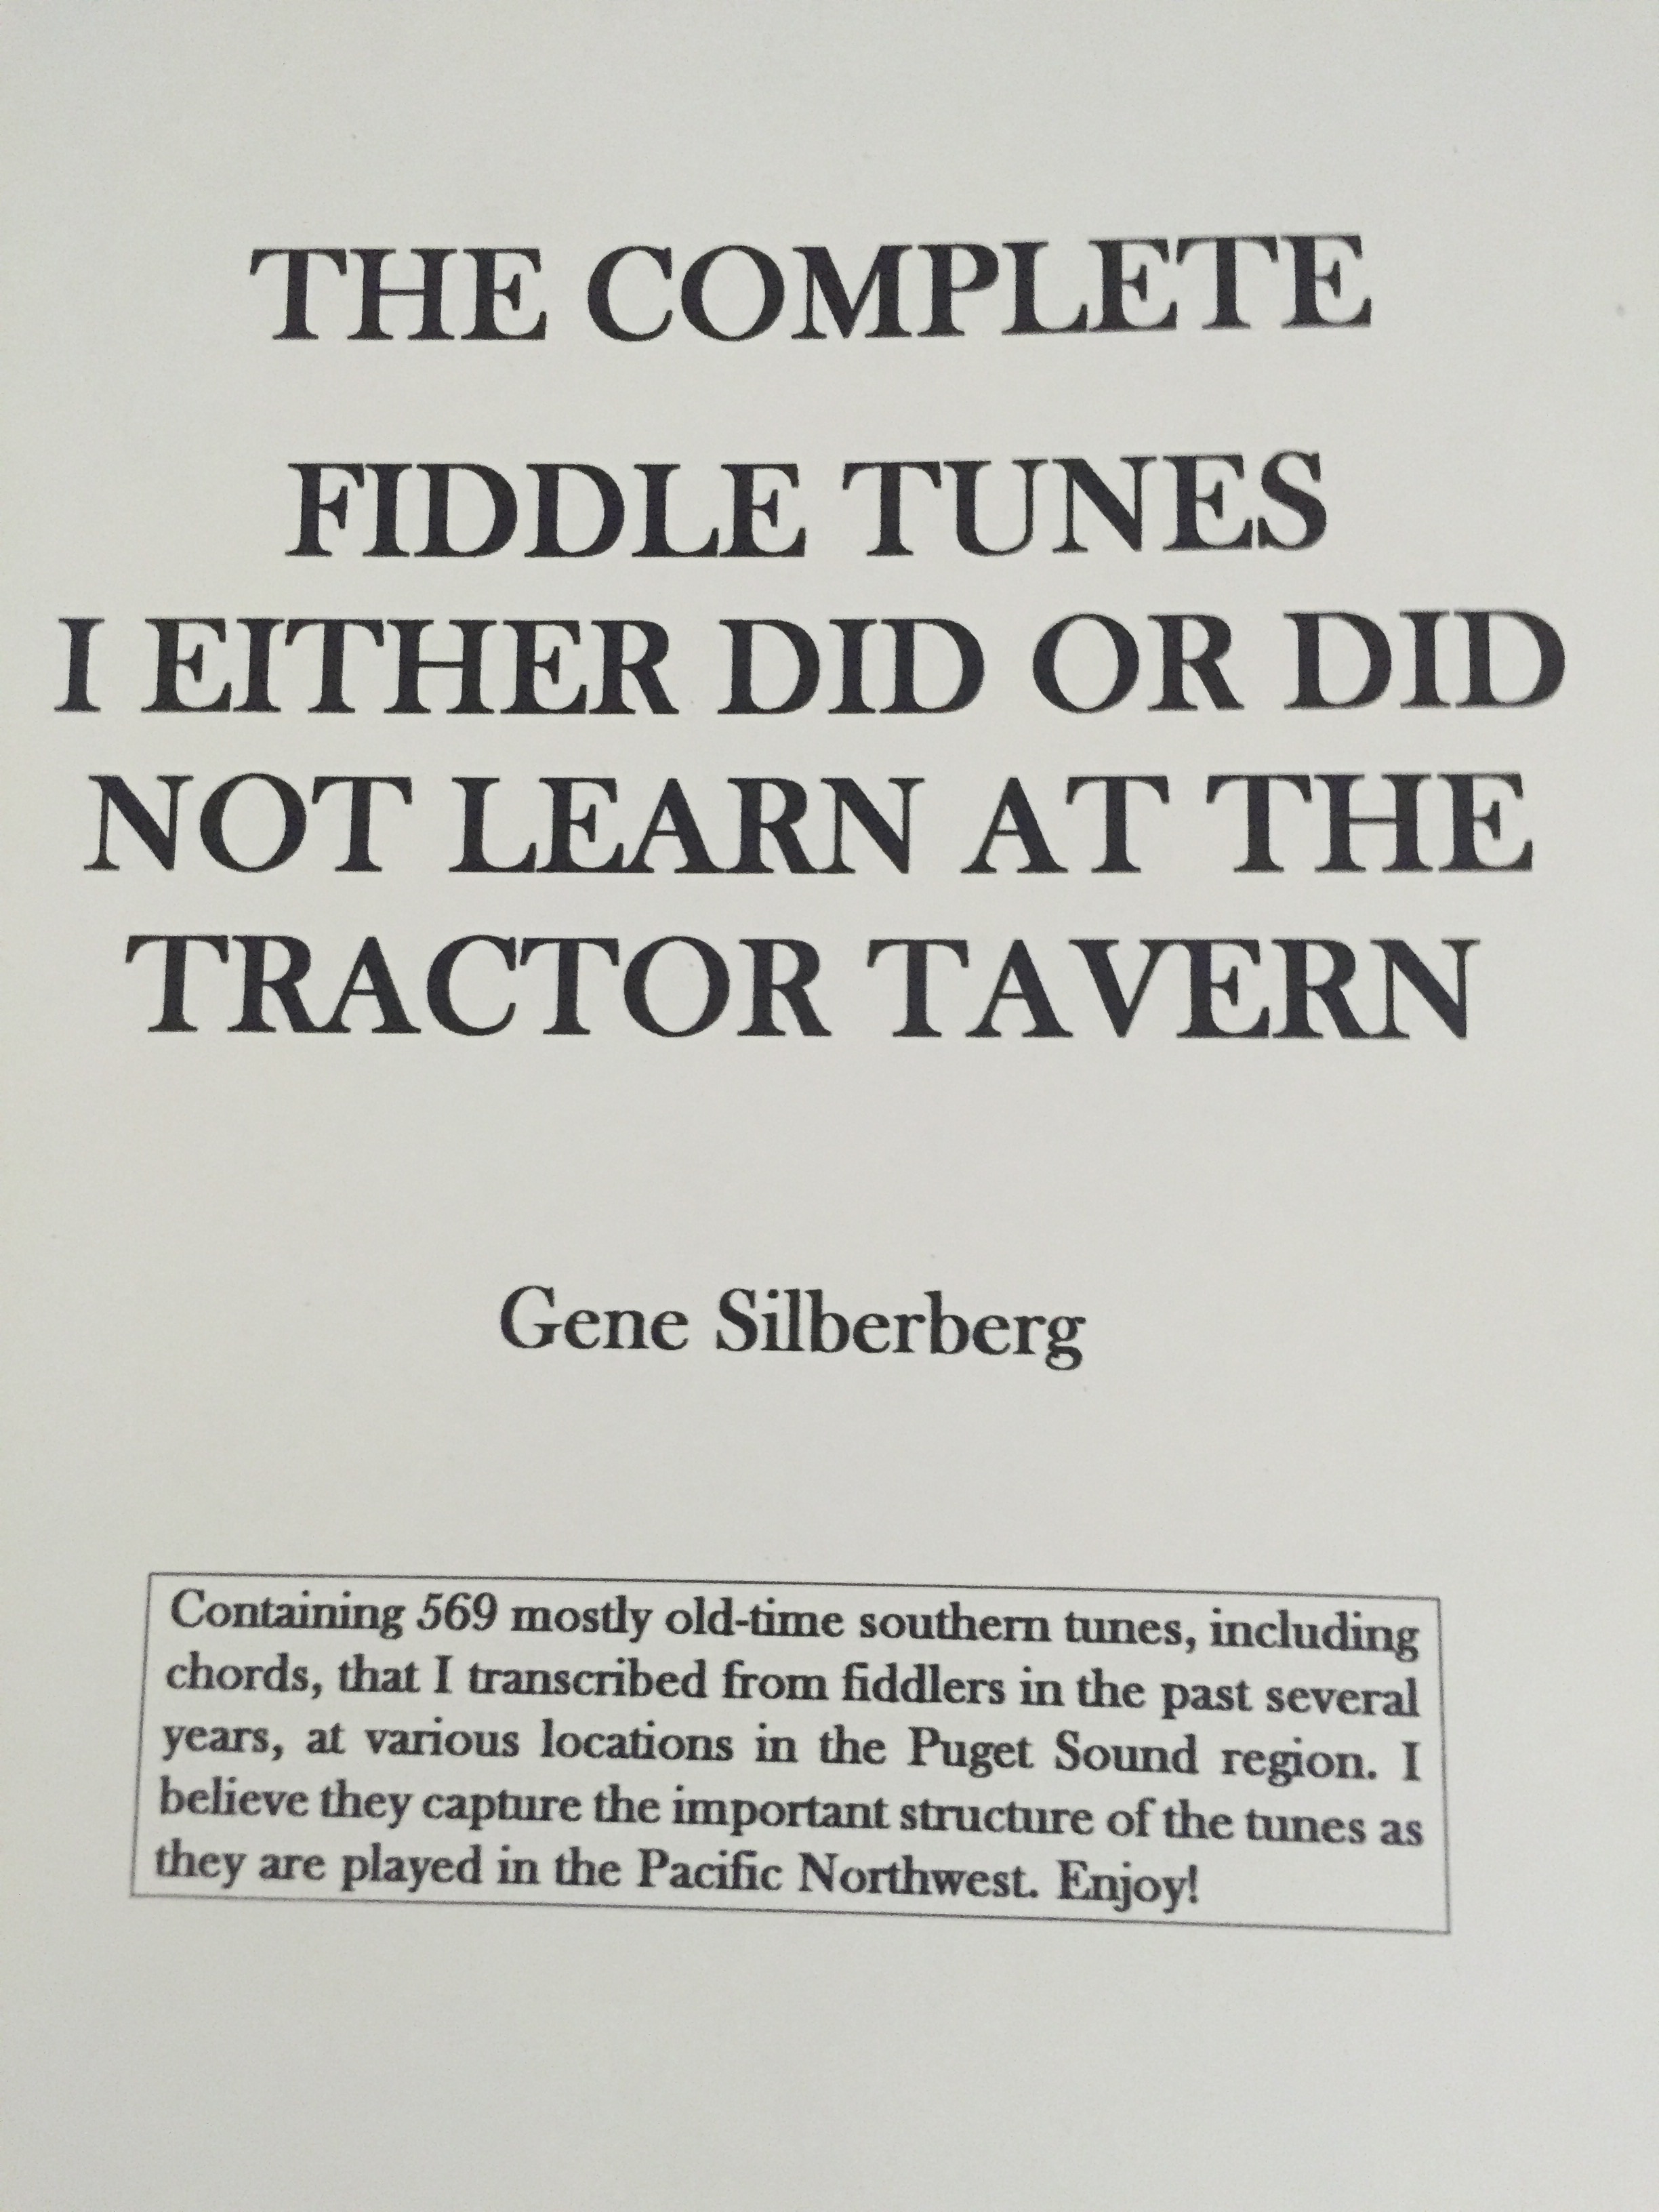 THE COMPLETE
FIDDLE TUNES
I EITHER DID OR DID
NOT LEARN AT THE
TRACTOR TAVERN
Gene Silberberg
Containing 569 mostly old-time southern tunes, including
chords, that I transcribed from fiddlers in the past several
years, at various locations in the Puget Sound region. I
believe they capture the important structure of the tunes as
they are played in the Pacific Northwest. Enjoy!